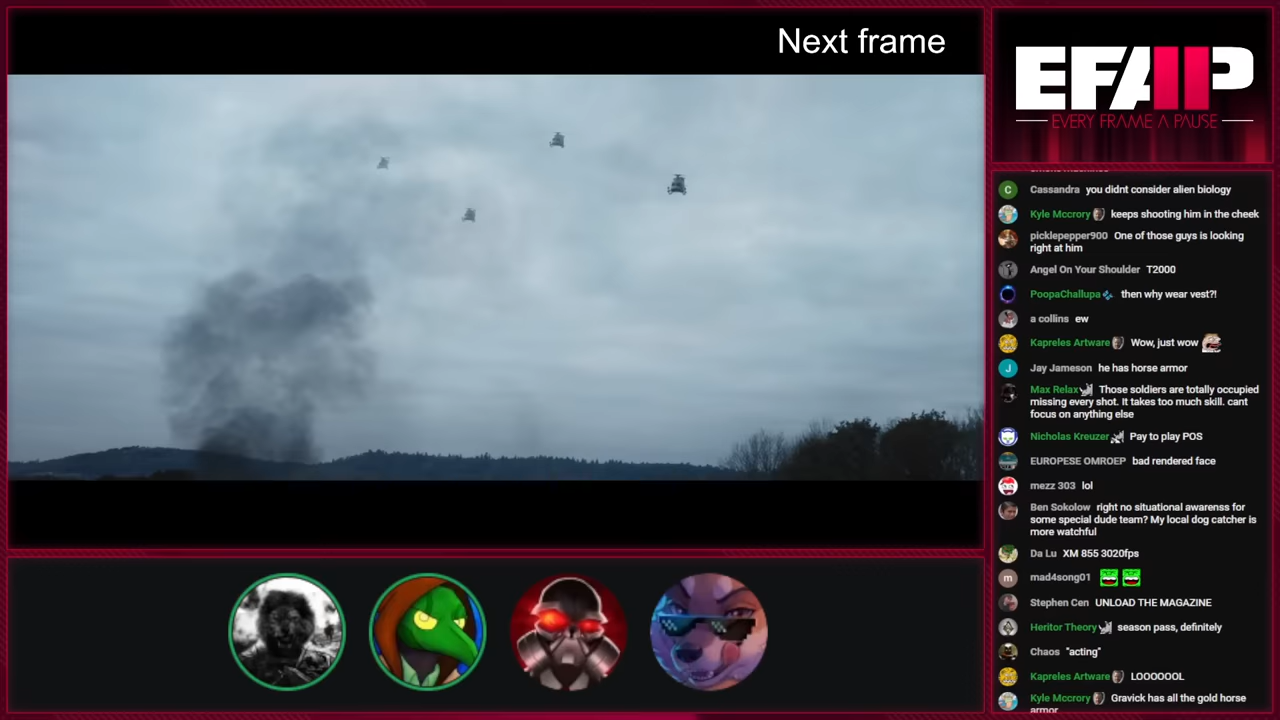 Next frame
EFAP
EVERY FRAME A PAUSE
Cassandra you didnt consider alien biology
Kyle Mccrory keeps shooting him in the cheek
picklepepper900 One of those guys is looking
right at him
Angel On Your Shoulder T2000
PoopaChallupa then why wear vest?!
a collins ew
Kapreles Artware Wow, just wow
Jay Jameson he has horse armor
Max Relax Those soldiers are totally occupied
missing every shot. It takes too much skill. cant
focus on anything else
Nicholas Kreuzer Pay to play POS
EUROPESE OMROEP bad rendered face
mezz 303 lol
Ben Sokolow right no situational awarenss for
some special dude team? My local dog catcher is
more watchful
Da Lu XM 855 3020fps
mad4song01
Stephen Cen UNLOAD THE MAGAZINE
Heritor Theory season pass, definitely
Chaos "acting"
Kapreles Artware LOOOOOOL
Kyle Mccrory Gravick has all the gold horse
armor